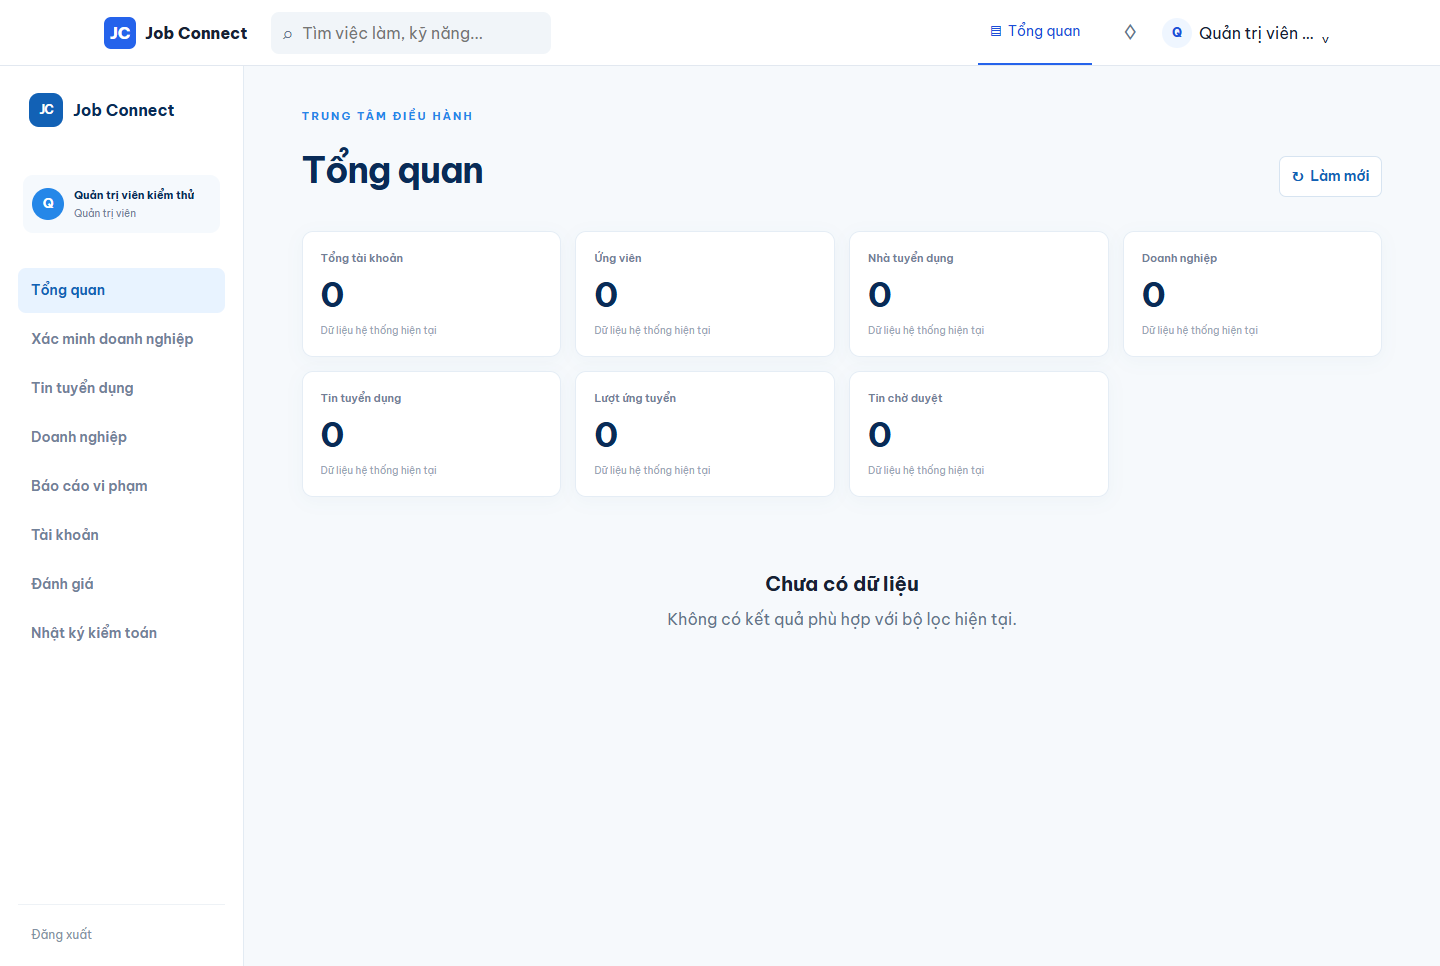 JC Job Connect
Tìm việc làm, kỹ năng...
Tổng quan
Q Quản trị viên ...
JC Job Connect
Q Quản trị viên kiểm thử
Quản trị viên
Tổng quan
Xác minh doanh nghiệp
Tin tuyển dụng
Doanh nghiệp
Báo cáo vi phạm
Tài khoản
Đánh giá
Nhật ký kiểm toán
Đăng xuất
TRUNG TÂM ĐIỀU HÀNH
Tổng quan
Làm mới
Tổng tài khoản
0
Dữ liệu hệ thống hiện tại
Ứng viên
0
Dữ liệu hệ thống hiện tại
Nhà tuyển dụng
0
Dữ liệu hệ thống hiện tại
Doanh nghiệp
0
Dữ liệu hệ thống hiện tại
Tin tuyển dụng
0
Dữ liệu hệ thống hiện tại
Lượt ứng tuyển
0
Dữ liệu hệ thống hiện tại
Tin chờ duyệt
0
Dữ liệu hệ thống hiện tại
Chưa có dữ liệu
Không có kết quả phù hợp với bộ lọc hiện tại.